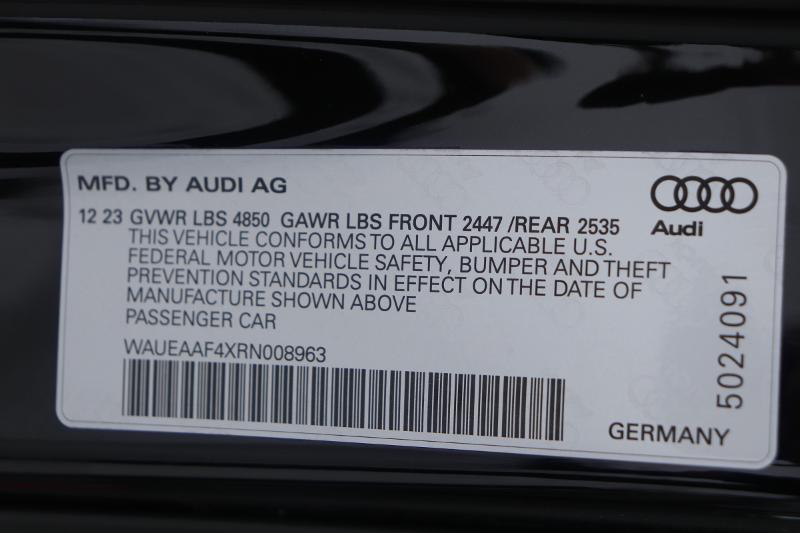 MFD. BY AUDI AG
Audi
12 23 GVWR LBS 4850 GAWR LBS FRONT 2447 /REAR 2535
THIS VEHICLE CONFORMS TO ALL APPLICABLE U.S.
FEDERAL MOTOR VEHICLE SAFETY, BUMPER AND THEFT
PREVENTION STANDARDS IN EFFECT ON THE DATE OF
MANUFACTURE SHOWN ABOVE
PASSENGER CAR
WAUEAAF4XRN008963
5024091
GERMANY